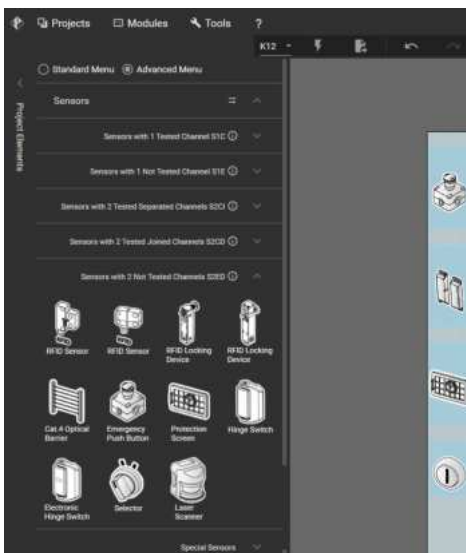 Projects Modules Tools ?
K12
Standard Menu Advanced Menu
Project Elements
Sensors
Sensors with 1 Tested Channel S1C
Sensors with 1 Not Tested Channel S1E
Sensors with 2 Tested Separated Channels S2CI
Sensors with 2 Tested Joined Channels S2CD
Sensors with 2 Not Tested Channels S2ED
RFID Sensor RFID Sensor RFID Locking RFID Locking
Device Device
Cat.4 Optical Emergency Protection Hinge Switch
Barrier Push Button Screen
Electronic Selector Laser
Hinge Switch Scanner
Special Sensors